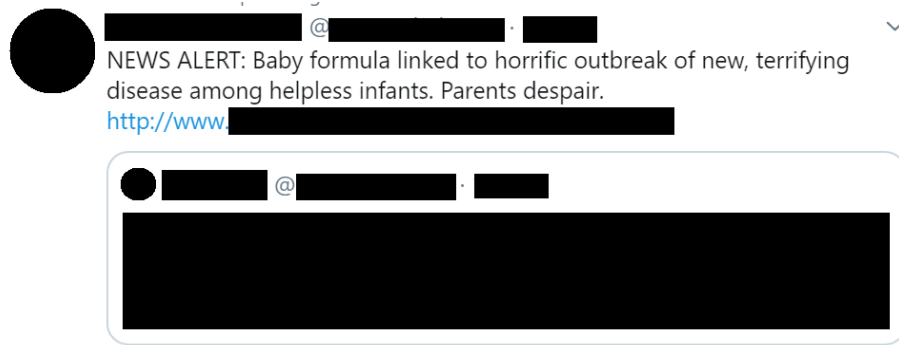 @ ·
NEWS ALERT: Baby formula linked to horrific outbreak of new, terrifying
disease among helpless infants. Parents despair.
http://www.
@ ·